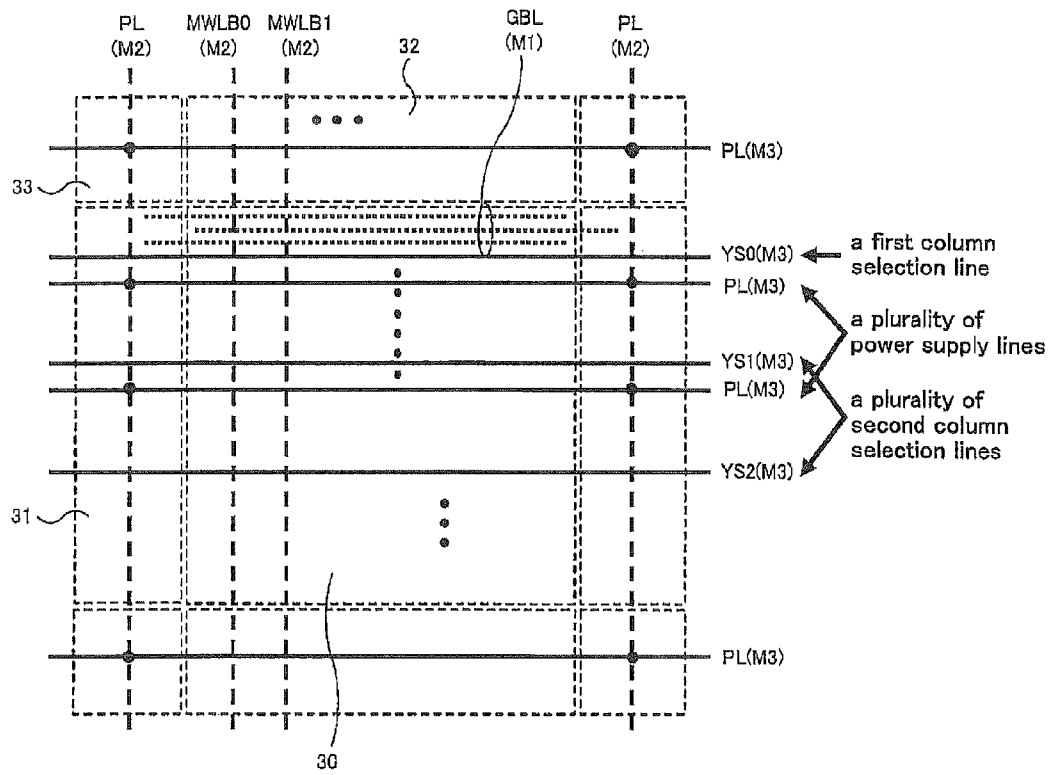 PL
(M2)
MWLB0
(M2)
MWLB1
(M2)
32
GBL
(M1)
PL
(M2)
PL(M3)
33
YS0(M3)
a first column
selection line
PL(M3)
a plurality of
power supply lines
YS1(M3)
PL(M3)
a plurality of
second column
selection lines
YS2(M3)
31
PL(M3)
30